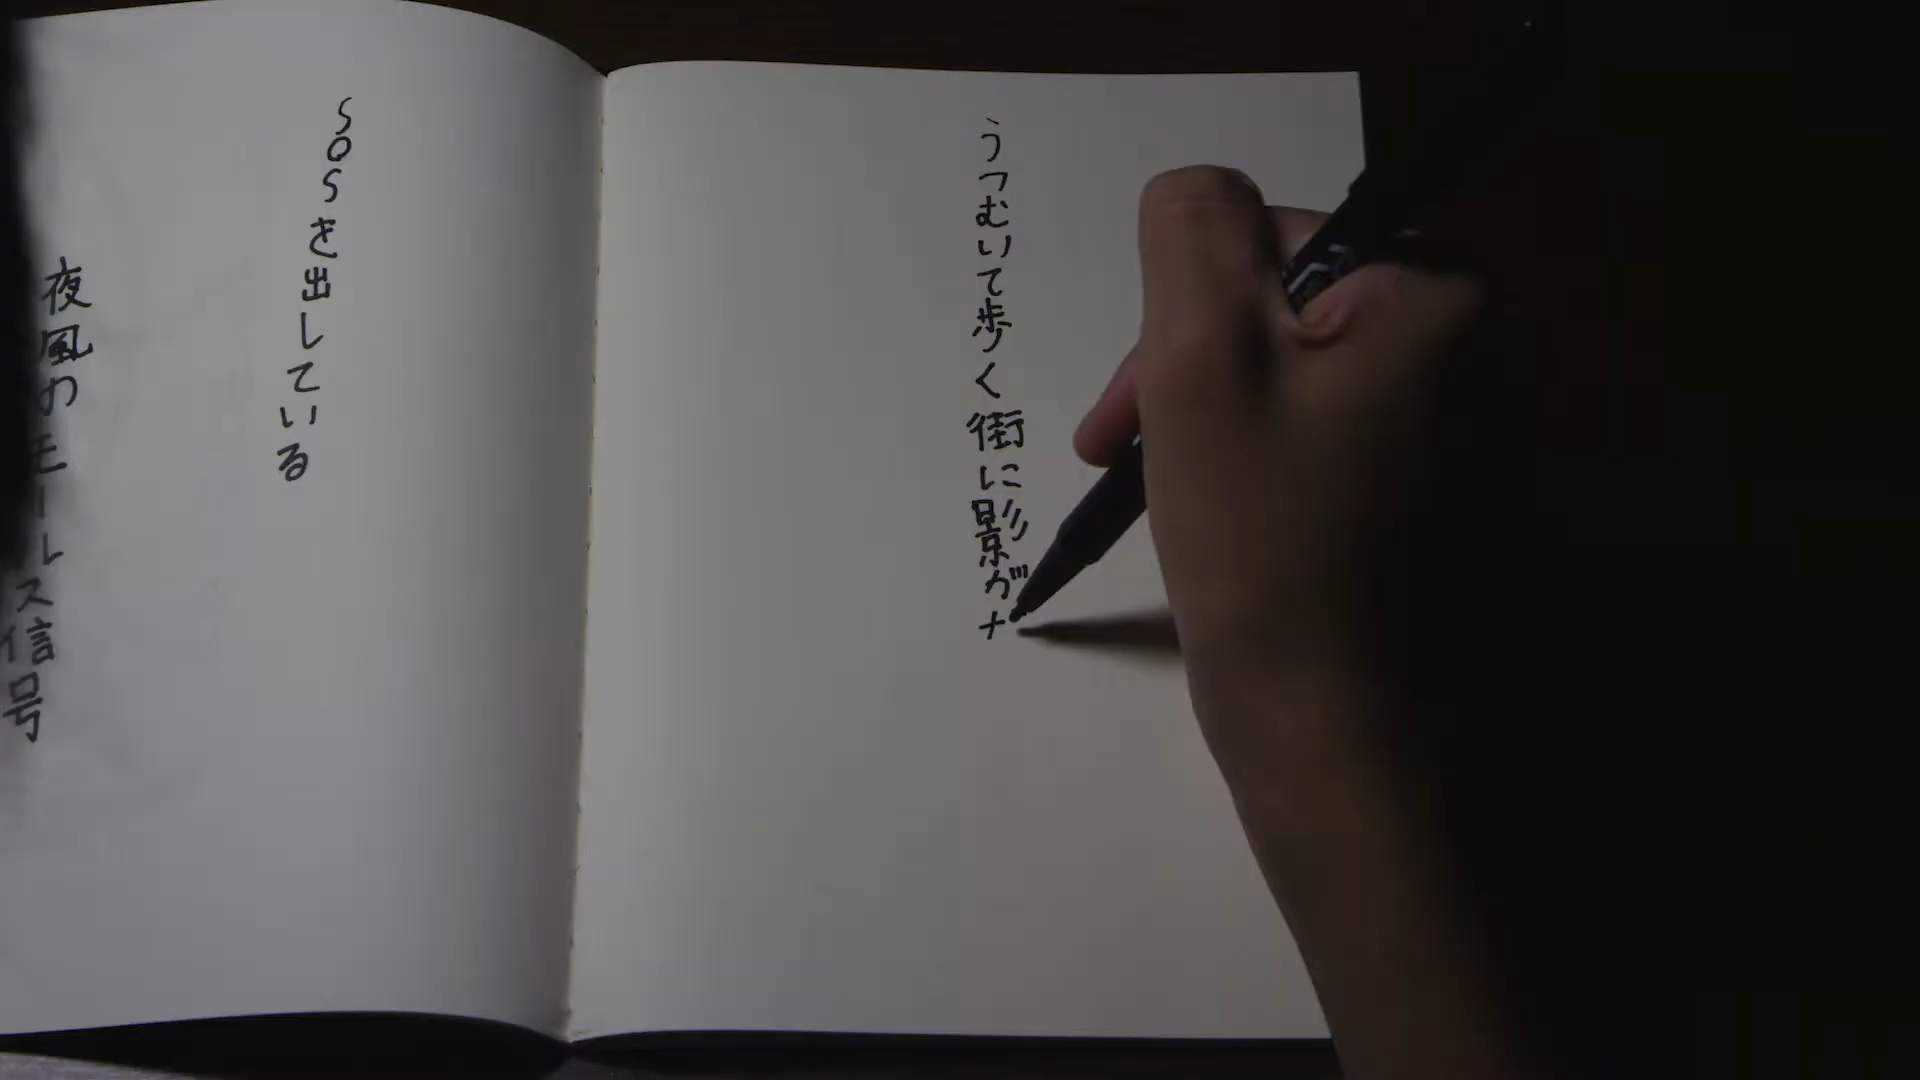 うつむいて歩く街に影がナ
SOSを出している
夜風のモールス信号